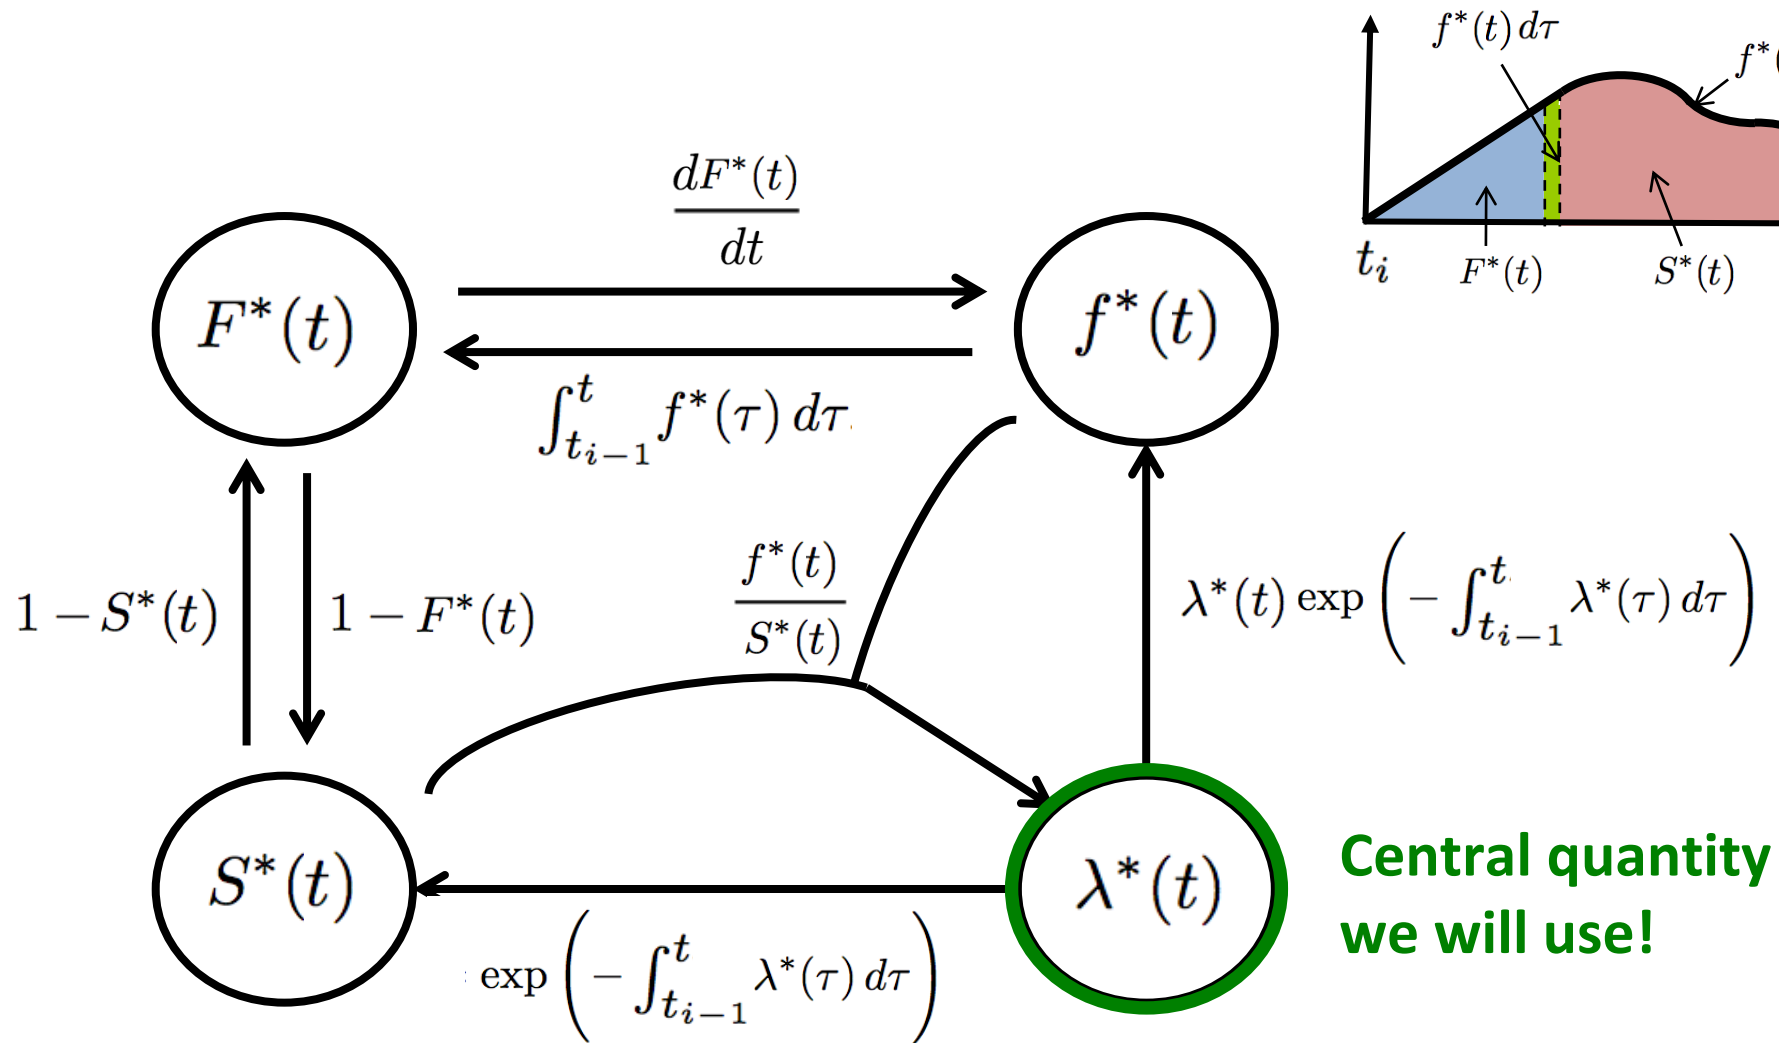 f*(t) dτ
f*(
t_i
F*(t)
S*(t)
dF*(t)
dt
F*(t)
f*(t)
∫_{t_{i-1}}^{t} f*(τ) dτ
f*(t)
S*(t)
1 − S*(t)
1 − F*(t)
λ*(t) exp ( − ∫_{t_{i-1}}^{t} λ*(τ) dτ )
S*(t)
λ*(t)
exp ( − ∫_{t_{i-1}}^{t} λ*(τ) dτ )
Central quantity
we will use!